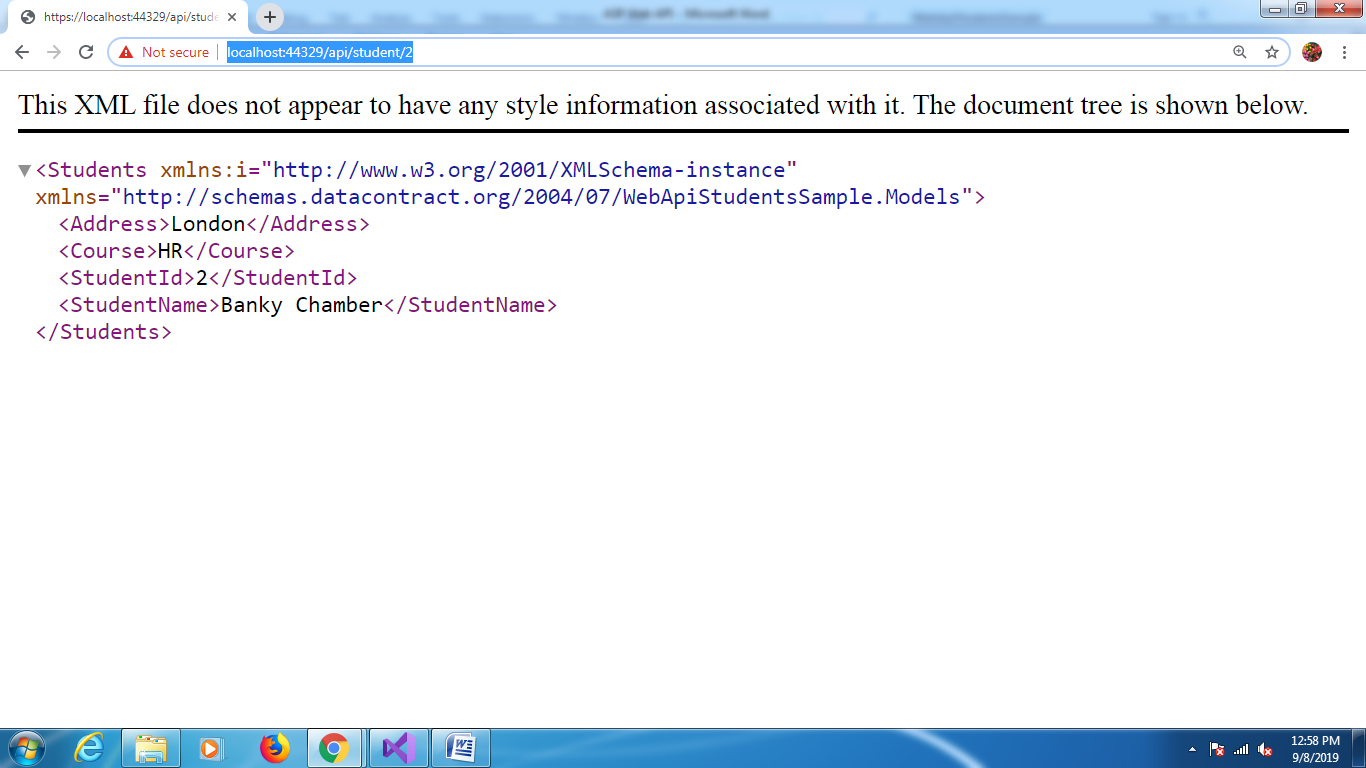 https://localhost:44329/api/stude
Not secure
localhost:44329/api/student/2
This XML file does not appear to have any style information associated with it. The document tree is shown below.
<Students xmlns:i="http://www.w3.org/2001/XMLSchema-instance"
xmlns="http://schemas.datacontract.org/2004/07/WebApiStudentsSample.Models">
<Address>London</Address>
<Course>HR</Course>
<StudentId>2</StudentId>
<StudentName>Banky Chamber</StudentName>
</Students>
12:58 PM
9/8/2019